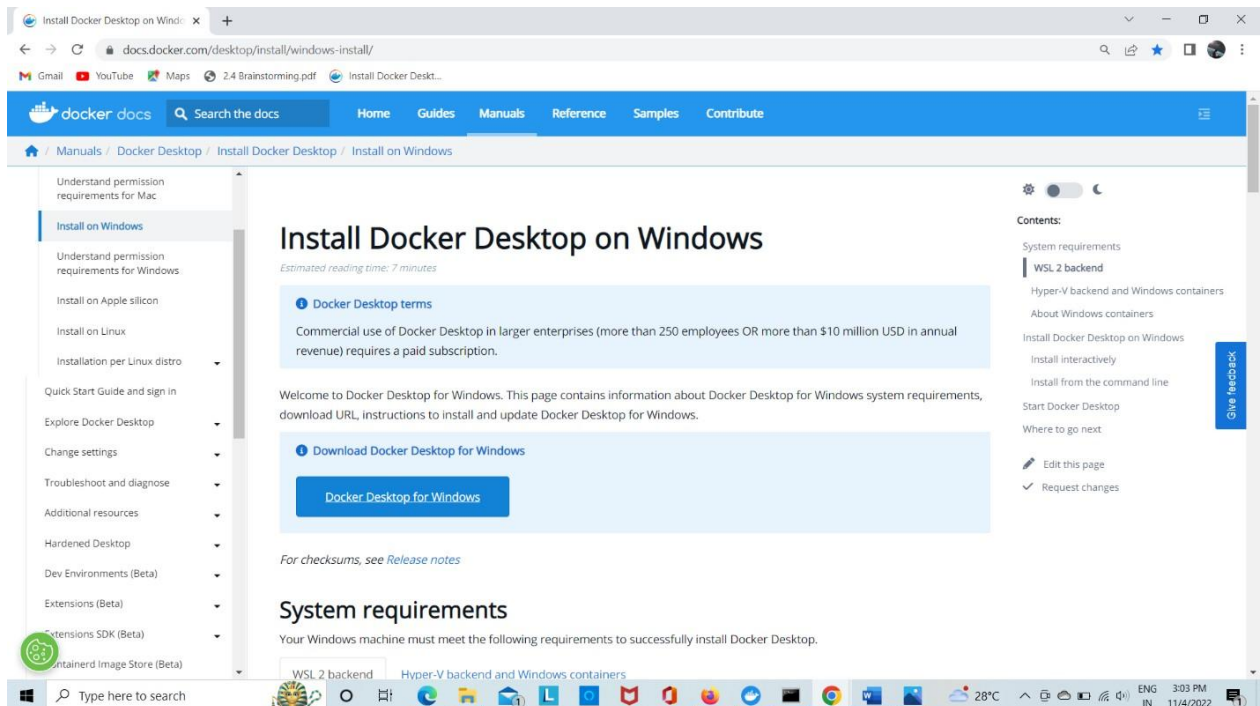 Install Docker Desktop on Windo
docs.docker.com/desktop/install/windows-install/
Gmail YouTube Maps 2.4 Brainstorming.pdf Install Docker Deskt...
docker docs Search the docs Home Guides Manuals Reference Samples Contribute
/ Manuals / Docker Desktop / Install Docker Desktop / Install on Windows
Understand permission
requirements for Mac
Install on Windows
Understand permission
requirements for Windows
Install on Apple silicon
Install on Linux
Installation per Linux distro
Quick Start Guide and sign in
Explore Docker Desktop
Change settings
Troubleshoot and diagnose
Additional resources
Hardened Desktop
Dev Environments (Beta)
Extensions (Beta)
Extensions SDK (Beta)
ontainerd Image Store (Beta)
Install Docker Desktop on Windows
Estimated reading time: 7 minutes
Docker Desktop terms
Commercial use of Docker Desktop in larger enterprises (more than 250 employees OR more than $10 million USD in annual
revenue) requires a paid subscription.
Welcome to Docker Desktop for Windows. This page contains information about Docker Desktop for Windows system requirements,
download URL, instructions to install and update Docker Desktop for Windows.
Download Docker Desktop for Windows
Docker Desktop for Windows
For checksums, see Release notes
System requirements
Your Windows machine must meet the following requirements to successfully install Docker Desktop.
WSL 2 backend Hyper-V backend and Windows containers
Contents:
System requirements
WSL 2 backend
Hyper-V backend and Windows containers
About Windows containers
Install Docker Desktop on Windows
Install interactively
Install from the command line
Start Docker Desktop
Where to go next
Edit this page
Request changes
Give feedback
Type here to search
28°C
ENG
IN
3:03 PM
11/4/2022